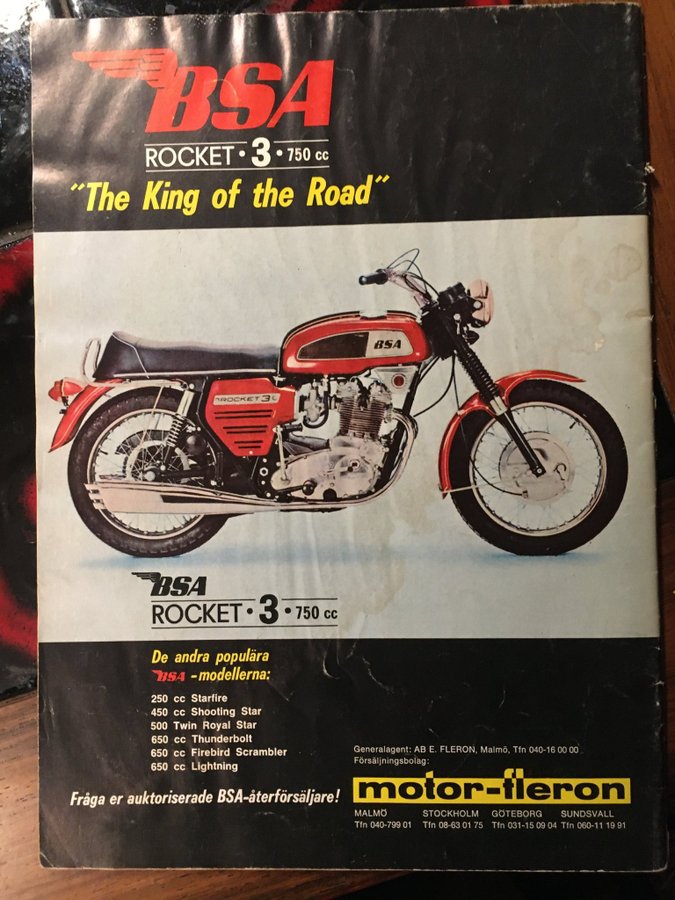 BSA
ROCKET • 3 • 750 cc
"The King of the Road"
BSA
ROCKET 3
BSA
ROCKET • 3 • 750 cc
De andra populära
BSA -modellerna:
250 cc Starfire
450 cc Shooting Star
500 Twin Royal Star
650 cc Thunderbolt
650 cc Firebird Scrambler
650 cc Lightning
Fråga er auktoriserade BSA-återförsäljare!
Generalagent: AB E. FLERON, Malmö, Tfn 040-16 00 00
Försäljningsbolag:
motor-fleron
MALMÖ STOCKHOLM GÖTEBORG SUNDSVALL
Tfn 040-799 01 Tfn 08-63 01 75 Tfn 031-15 09 04 Tfn 060-11 19 91